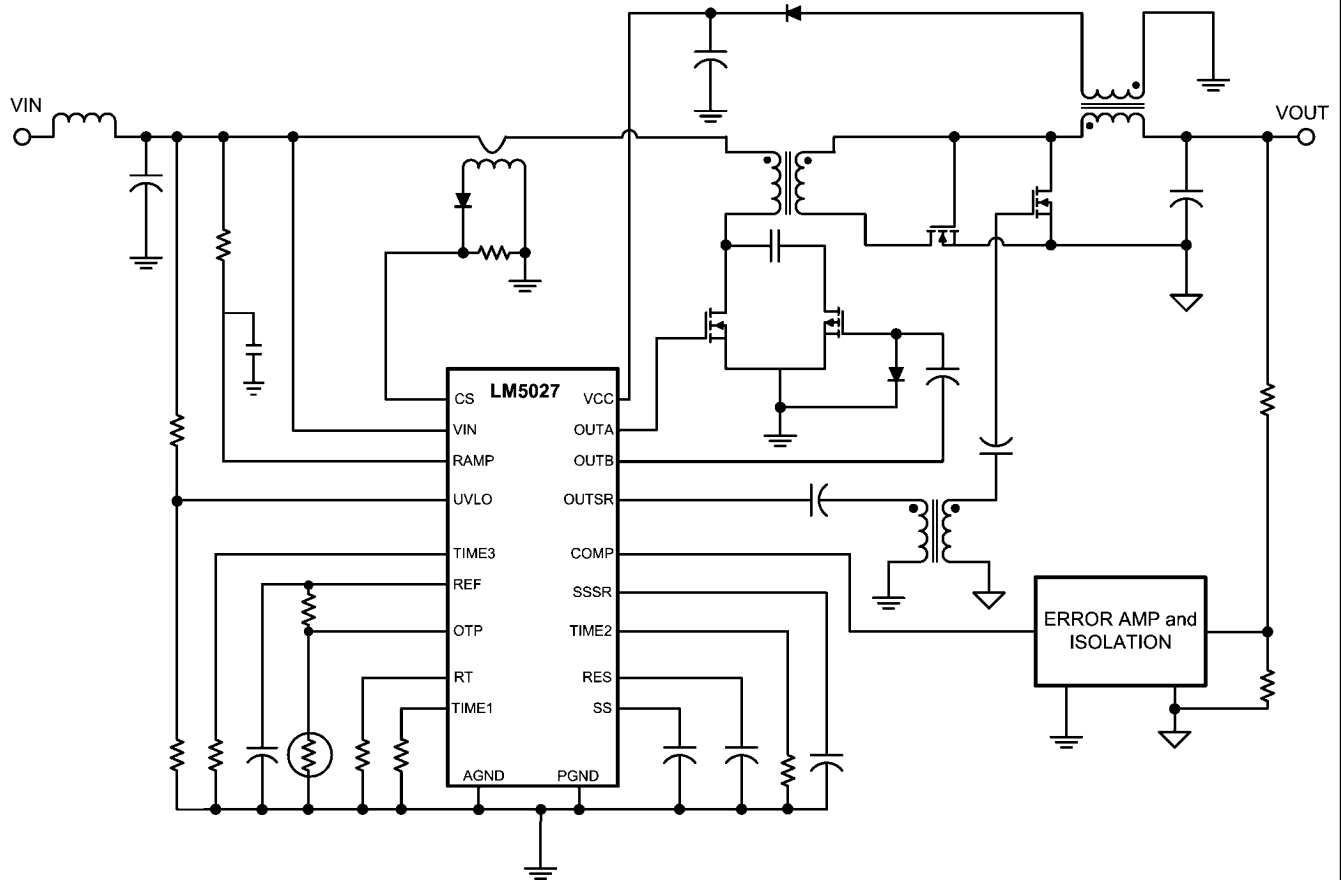 VIN
VOUT
LM5027
CS
VCC
VIN
OUTA
RAMP
OUTB
UVLO
OUTSR
TIME3
COMP
REF
SSSR
OTP
TIME2
RT
RES
TIME1
SS
AGND
PGND
ERROR AMP and
ISOLATION